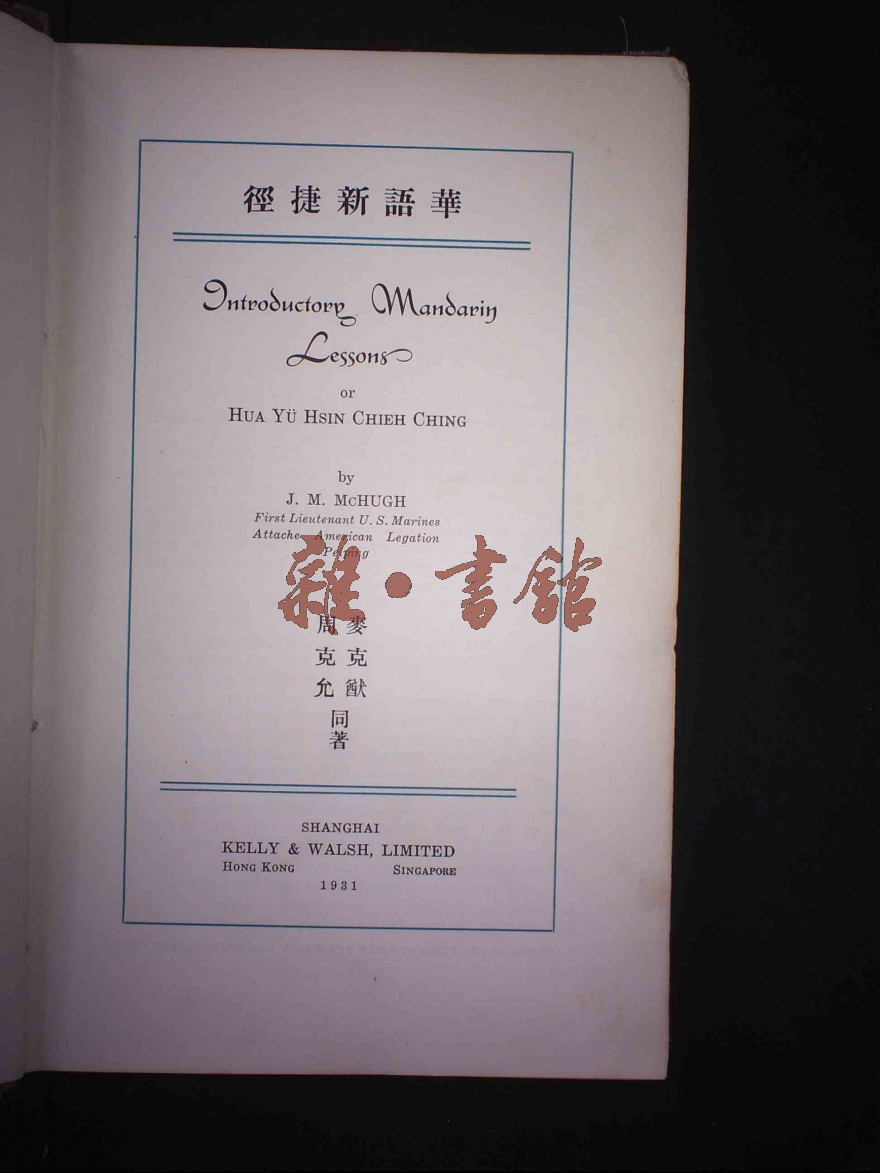 華語新捷徑
Introductory Mandarin
Lessons
or
HUA YÜ HSIN CHIEH CHING
by
J. M. McHUGH
First Lieutenant U. S. Marines
Attache American Legation
Peiping
雜·書館
麥克猷
周克允
同著
SHANGHAI
KELLY & WALSH, LIMITED
HONG KONG SINGAPORE
1931